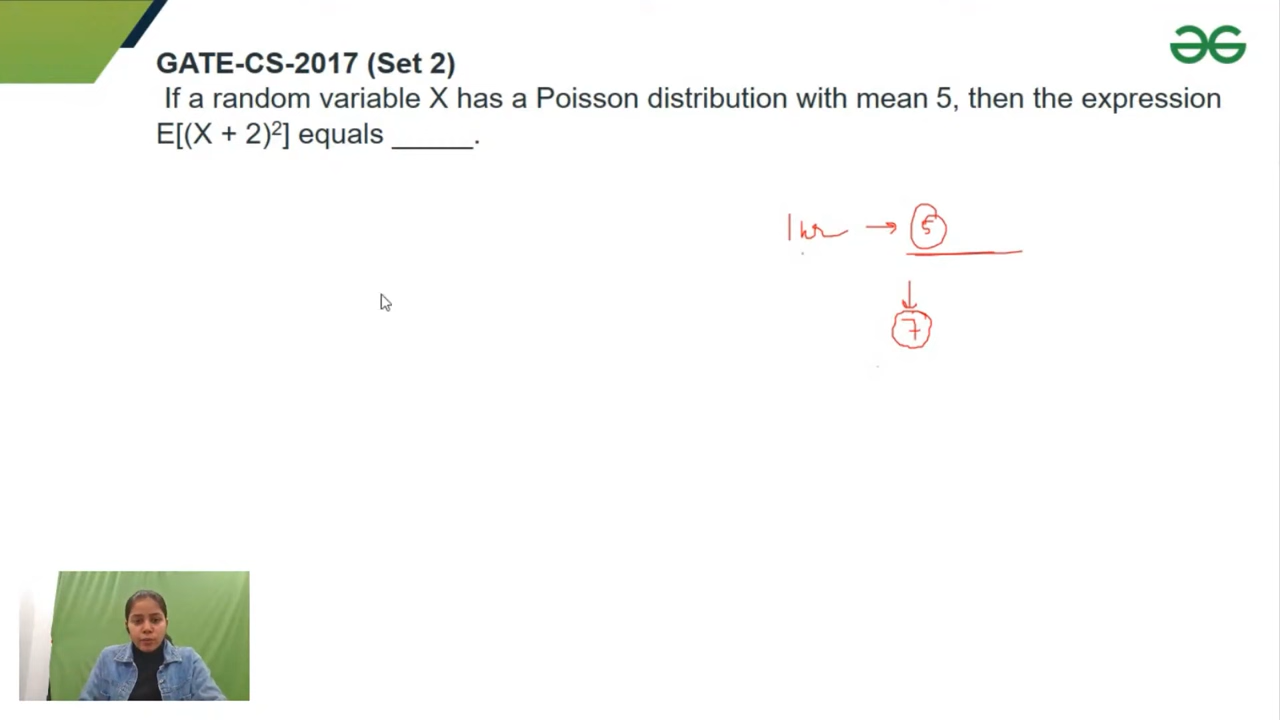 GATE-CS-2017 (Set 2)
If a random variable X has a Poisson distribution with mean 5, then the expression
E[(X + 2)²] equals _____.
1 hr → 5
↓
7